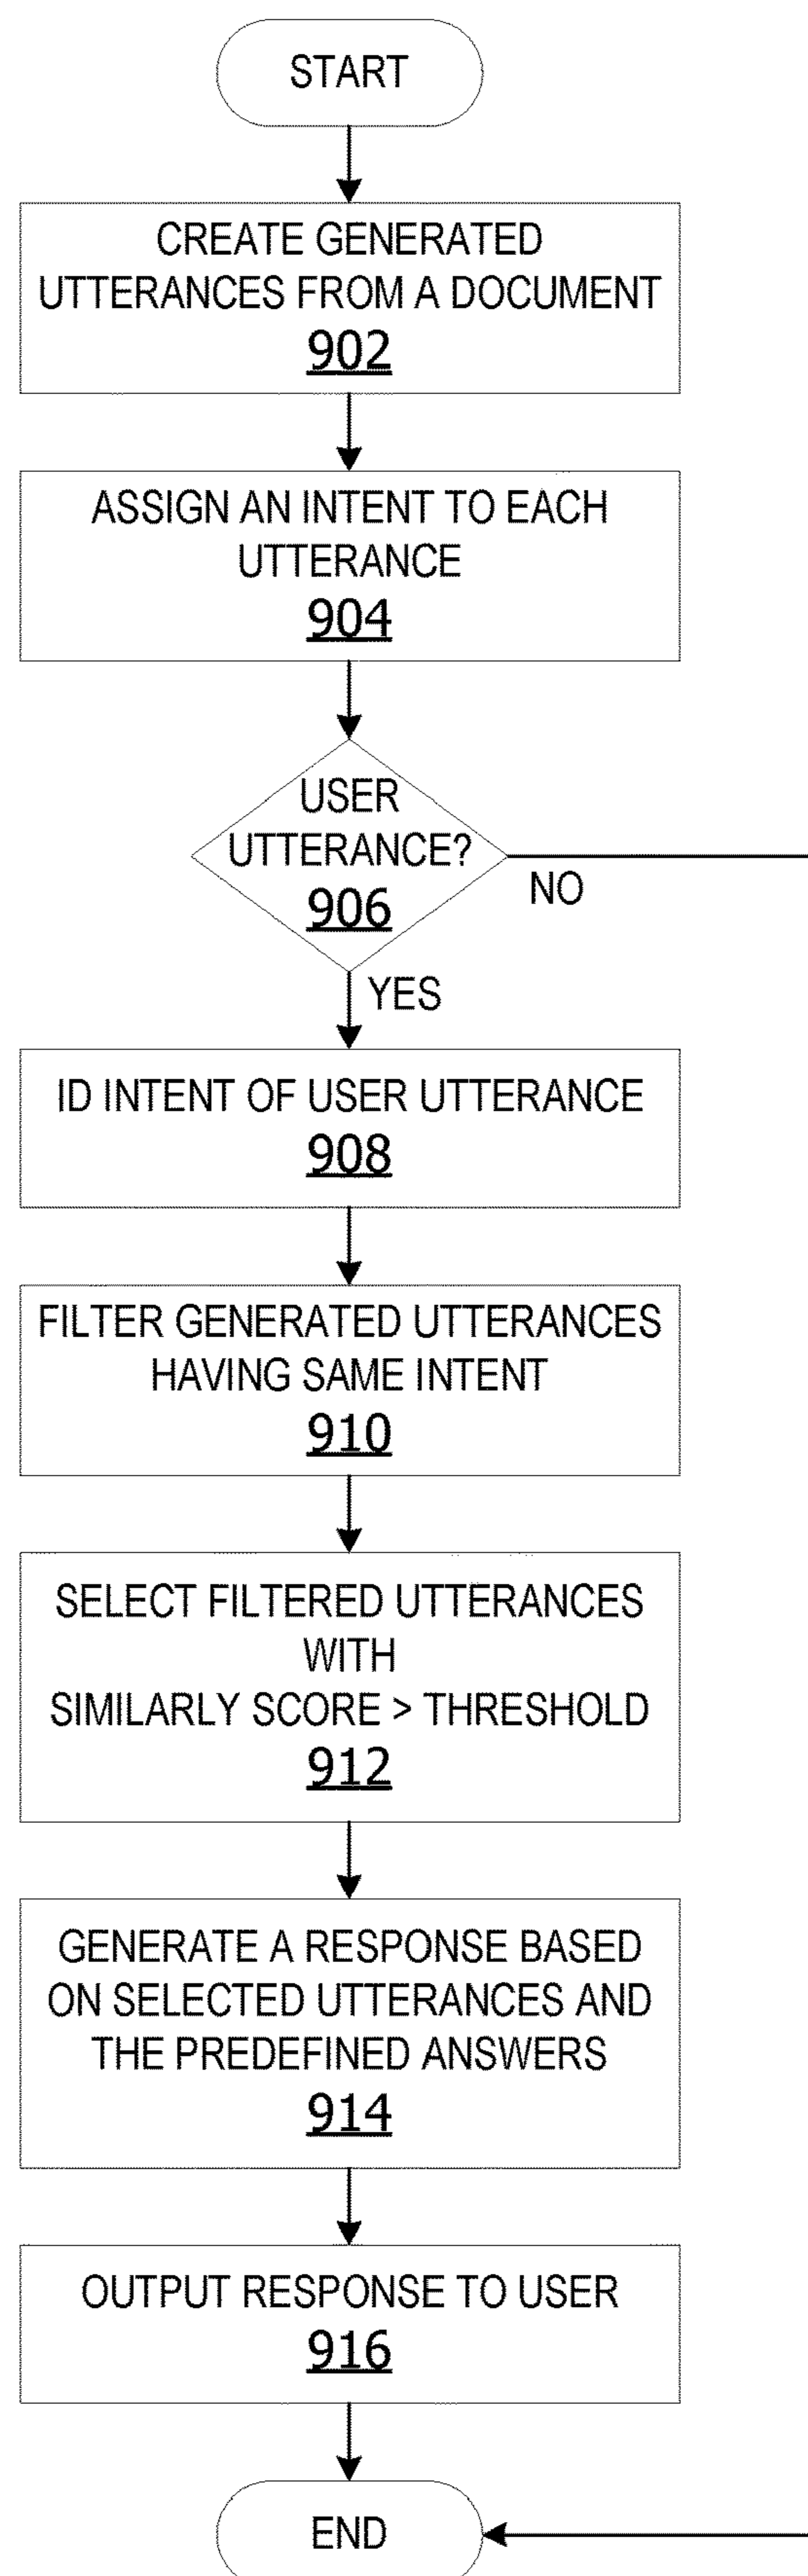 START
CREATE GENERATED
UTTERANCES FROM A DOCUMENT
902
ASSIGN AN INTENT TO EACH
UTTERANCE
904
USER
UTTERANCE?
906
NO
YES
ID INTENT OF USER UTTERANCE
908
FILTER GENERATED UTTERANCES
HAVING SAME INTENT
910
SELECT FILTERED UTTERANCES
WITH
SIMILARLY SCORE > THRESHOLD
912
GENERATE A RESPONSE BASED
ON SELECTED UTTERANCES AND
THE PREDEFINED ANSWERS
914
OUTPUT RESPONSE TO USER
916
END